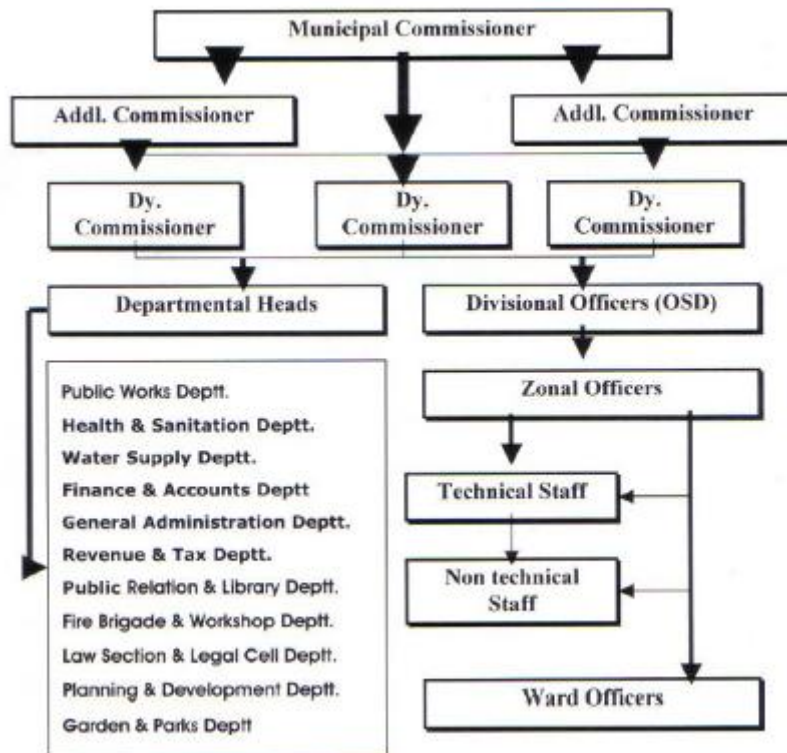 Municipal Commissioner
Addl. Commissioner
Addl. Commissioner
Dy.
Commissioner
Dy.
Commissioner
Dy.
Commissioner
Departmental Heads
Divisional Officers (OSD)
Public Works Deptt.
Health & Sanitation Deptt.
Water Supply Deptt.
Finance & Accounts Deptt
General Administration Deptt.
Revenue & Tax Deptt.
Public Relation & Library Deptt.
Fire Brigade & Workshop Deptt.
Law Section & Legal Cell Deptt.
Planning & Development Deptt.
Garden & Parks Deptt
Zonal Officers
Technical Staff
Non technical
Staff
Ward Officers